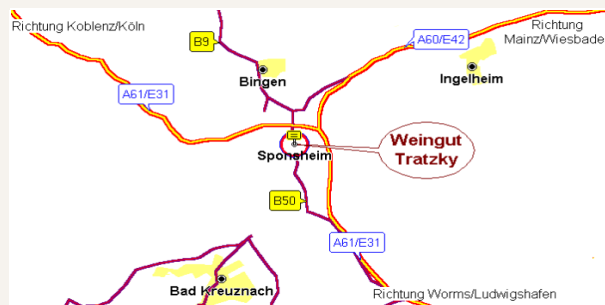 Richtung Koblenz/Köln
Richtung
Mainz/Wiesbade
B9
A60/E42
Bingen
Ingelheim
A61/E31
Weingut
Tratzky
Sponsheim
B50
A61/E31
Bad Kreuznach
Richtung Worms/Ludwigshafen